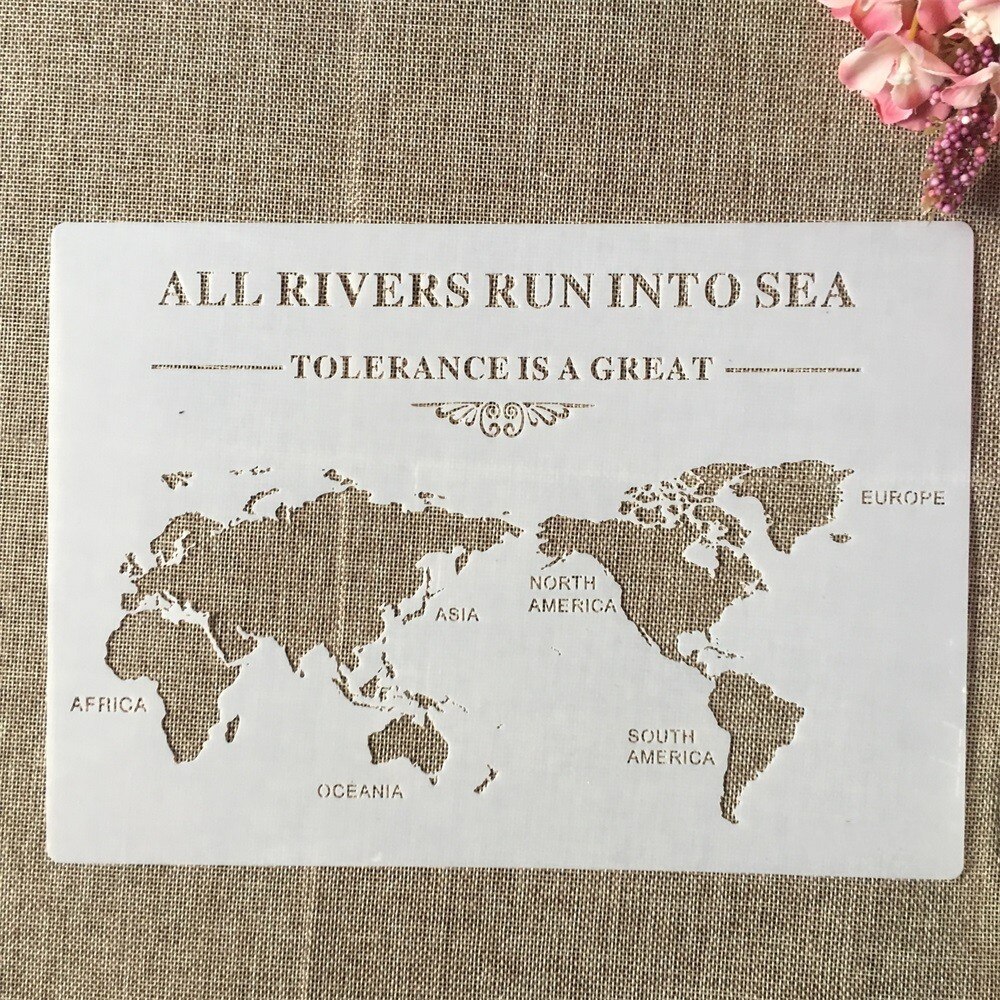 ALL RIVERS RUN INTO SEA
TOLERANCE IS A GREAT
EUROPE
NORTH
AMERICA
ASIA
AFRICA
SOUTH
AMERICA
OCEANIA